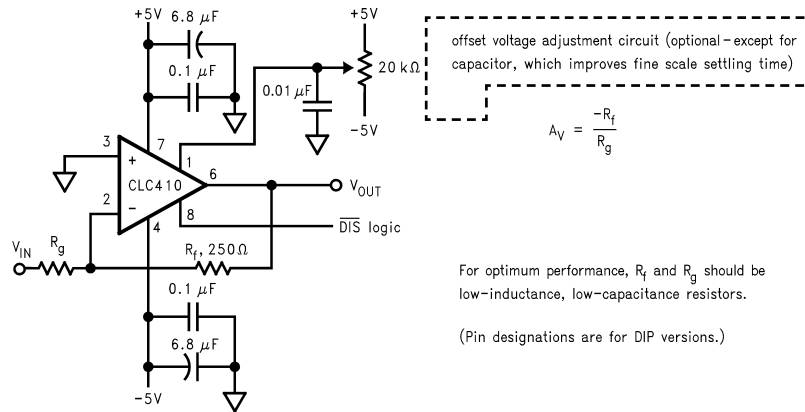 +5V
6.8 μF
0.1 μF
+5V
20 kΩ
0.01 μF
-5V
offset voltage adjustment circuit (optional – except for
capacitor, which improves fine scale settling time)
A_V = -R_f / R_g
3
7
1
+
CLC410
6
V_OUT
2
-
8
4
DIS logic
V_IN
R_g
R_f, 250Ω
0.1 μF
6.8 μF
-5V
For optimum performance, R_f and R_g should be
low-inductance, low-capacitance resistors.
(Pin designations are for DIP versions.)